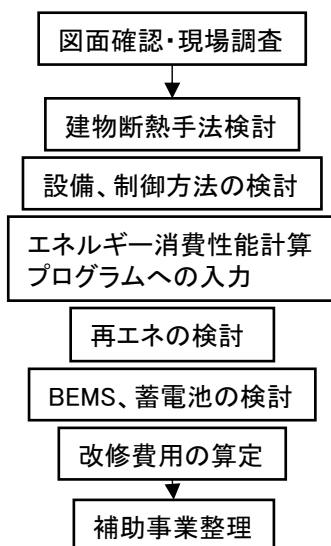 図面確認・現場調査
建物断熱手法検討
設備、制御方法の検討
エネルギー消費性能計算
プログラムへの入力
再エネの検討
BEMS、蓄電池の検討
改修費用の算定
補助事業整理